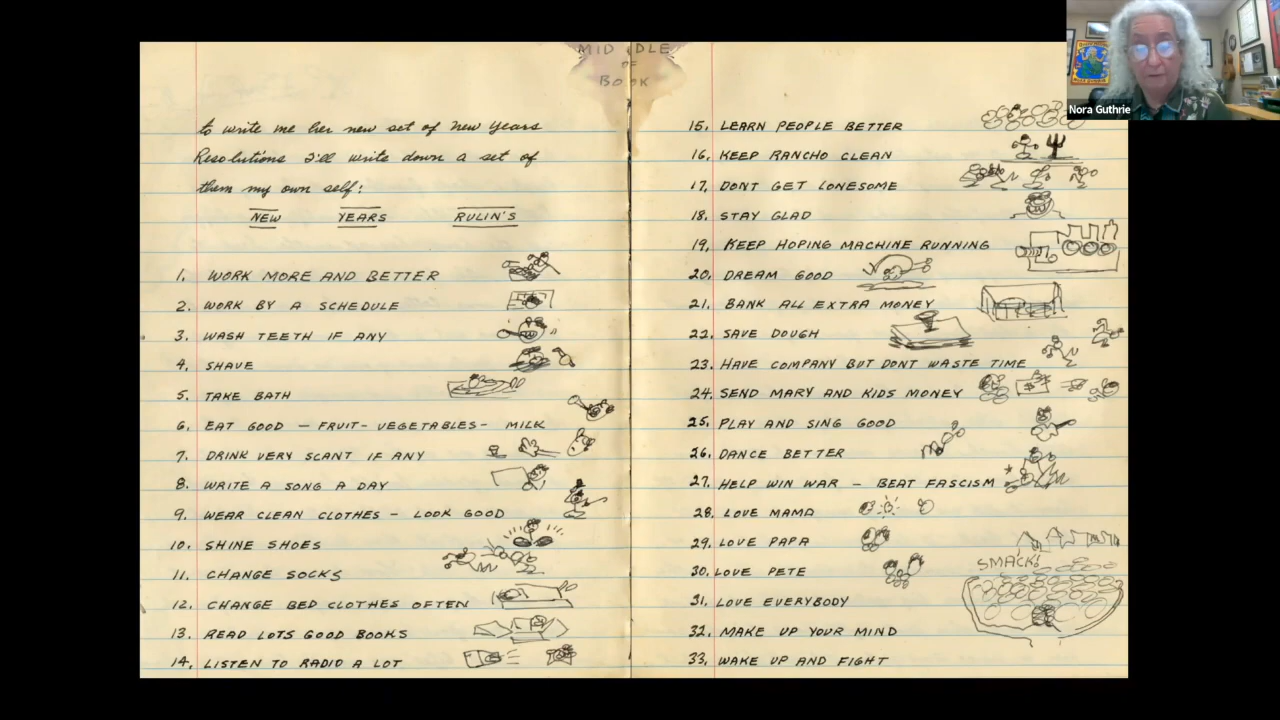 MIDDLE
OF
BOOK
to write me her new set of New Years
Resolutions I'll write down a set of
them my own self:
NEW YEARS RULIN'S
1. WORK MORE AND BETTER
2. WORK BY A SCHEDULE
3. WASH TEETH IF ANY
4. SHAVE
5. TAKE BATH
6. EAT GOOD — FRUIT - VEGETABLES - MILK
7. DRINK VERY SCANT IF ANY
8. WRITE A SONG A DAY
9. WEAR CLEAN CLOTHES — LOOK GOOD
10. SHINE SHOES
11. CHANGE SOCKS
12. CHANGE BED CLOTHES OFTEN
13. READ LOTS GOOD BOOKS
14. LISTEN TO RADIO A LOT
15. LEARN PEOPLE BETTER
16. KEEP RANCHO CLEAN
17. DONT GET LONESOME
18. STAY GLAD
19. KEEP HOPING MACHINE RUNNING
20. DREAM GOOD
21. BANK ALL EXTRA MONEY
22. SAVE DOUGH
23. HAVE COMPANY BUT DONT WASTE TIME
24. SEND MARY AND KIDS MONEY
25. PLAY AND SING GOOD
26. DANCE BETTER
27. HELP WIN WAR — BEAT FASCISM
28. LOVE MAMA
29. LOVE PAPA
30. LOVE PETE
SMACK!
31. LOVE EVERYBODY
32. MAKE UP YOUR MIND
33. WAKE UP AND FIGHT
Nora Guthrie